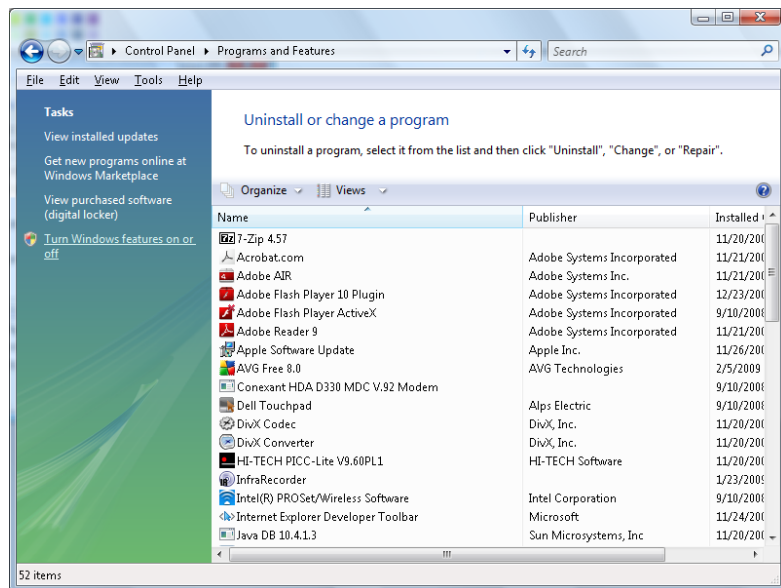 Control Panel ▸ Programs and Features
Search
File Edit View Tools Help
Tasks
View installed updates
Get new programs online at
Windows Marketplace
View purchased software
(digital locker)
Turn Windows features on or
off
Uninstall or change a program
To uninstall a program, select it from the list and then click "Uninstall", "Change", or "Repair".
Organize Views
Name Publisher Installed
7-Zip 4.57 11/20/200
Acrobat.com Adobe Systems Incorporated 11/21/200
Adobe AIR Adobe Systems Inc. 11/21/200
Adobe Flash Player 10 Plugin Adobe Systems Incorporated 12/23/200
Adobe Flash Player ActiveX Adobe Systems Incorporated 9/10/2008
Adobe Reader 9 Adobe Systems Incorporated 11/21/200
Apple Software Update Apple Inc. 11/26/200
AVG Free 8.0 AVG Technologies 2/5/2009
Conexant HDA D330 MDC V.92 Modem 9/10/2008
Dell Touchpad Alps Electric 9/10/2008
DivX Codec DivX, Inc. 11/20/200
DivX Converter DivX, Inc. 11/20/200
HI-TECH PICC-Lite V9.60PL1 HI-TECH Software 11/20/200
InfraRecorder 1/23/2009
Intel(R) PROSet/Wireless Software Intel Corporation 9/10/2008
Internet Explorer Developer Toolbar Microsoft 11/24/200
Java DB 10.4.1.3 Sun Microsystems, Inc 11/20/200
52 items